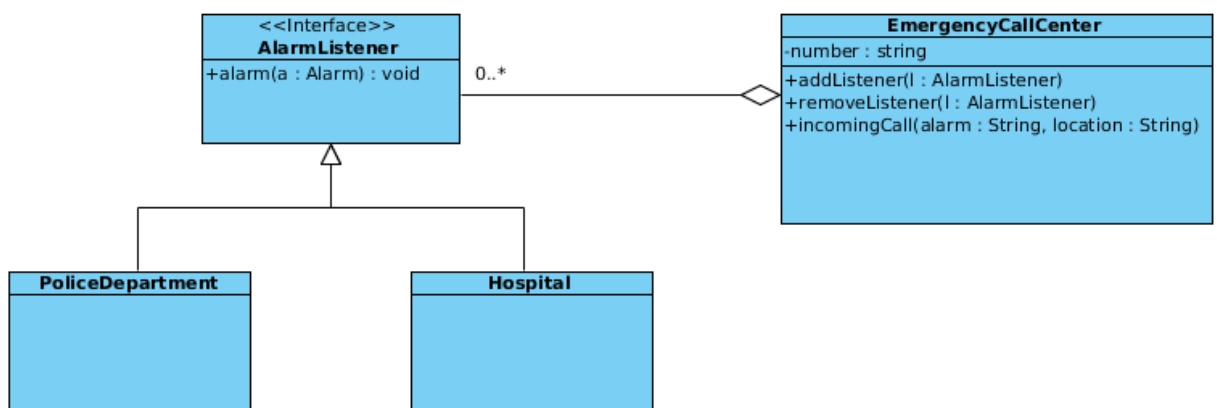 <<Interface>>
AlarmListener
+alarm(a : Alarm) : void
0..*
EmergencyCallCenter
-number : string
+addListener(l : AlarmListener)
+removeListener(l : AlarmListener)
+incomingCall(alarm : String, location : String)
PoliceDepartment
Hospital